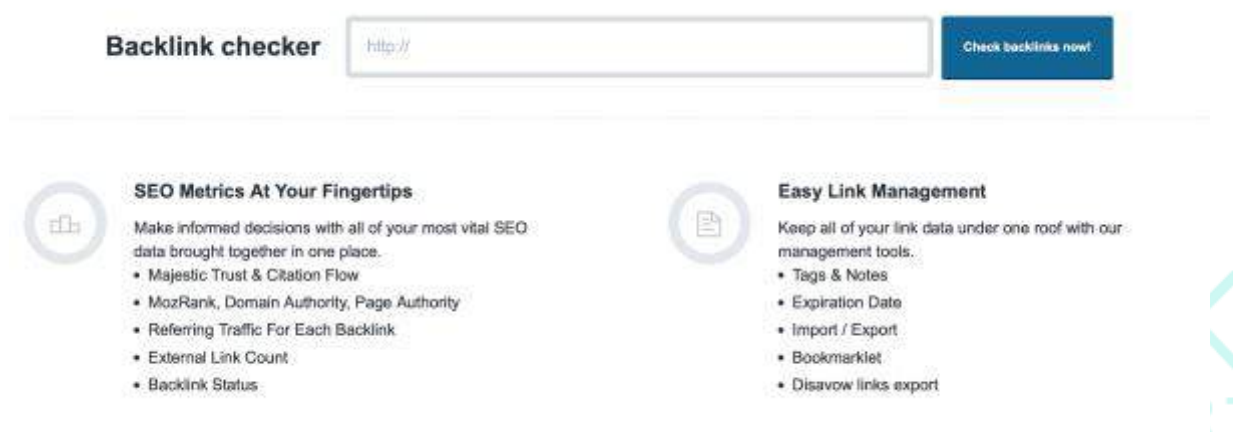 Backlink checker
http://
Check backlinks now!
SEO Metrics At Your Fingertips
Make informed decisions with all of your most vital SEO
data brought together in one place.
• Majestic Trust & Citation Flow
• MozRank, Domain Authority, Page Authority
• Referring Traffic For Each Backlink
• External Link Count
• Backlink Status
Easy Link Management
Keep all of your link data under one roof with our
management tools.
• Tags & Notes
• Expiration Date
• Import / Export
• Bookmarklet
• Disavow links export